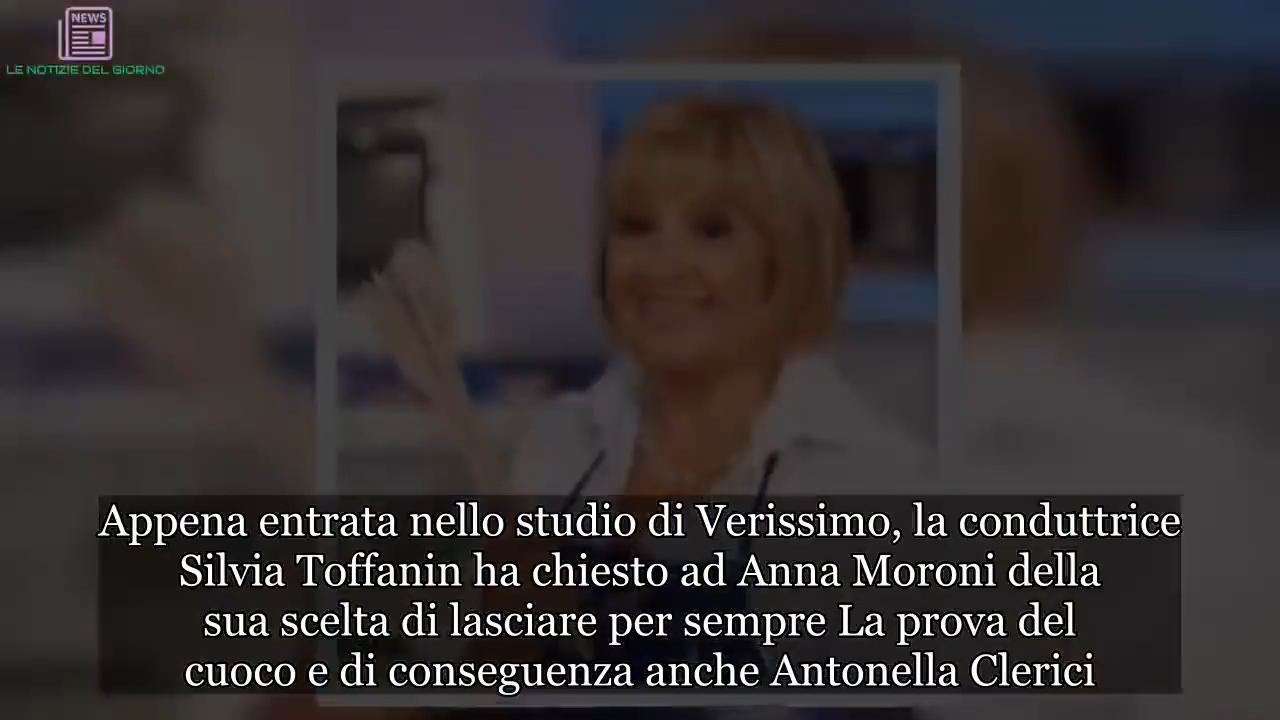 NEWS
LE NOTIZIE DEL GIORNO
Appena entrata nello studio di Verissimo, la conduttrice
Silvia Toffanin ha chiesto ad Anna Moroni della
sua scelta di lasciare per sempre La prova del
cuoco e di conseguenza anche Antonella Clerici